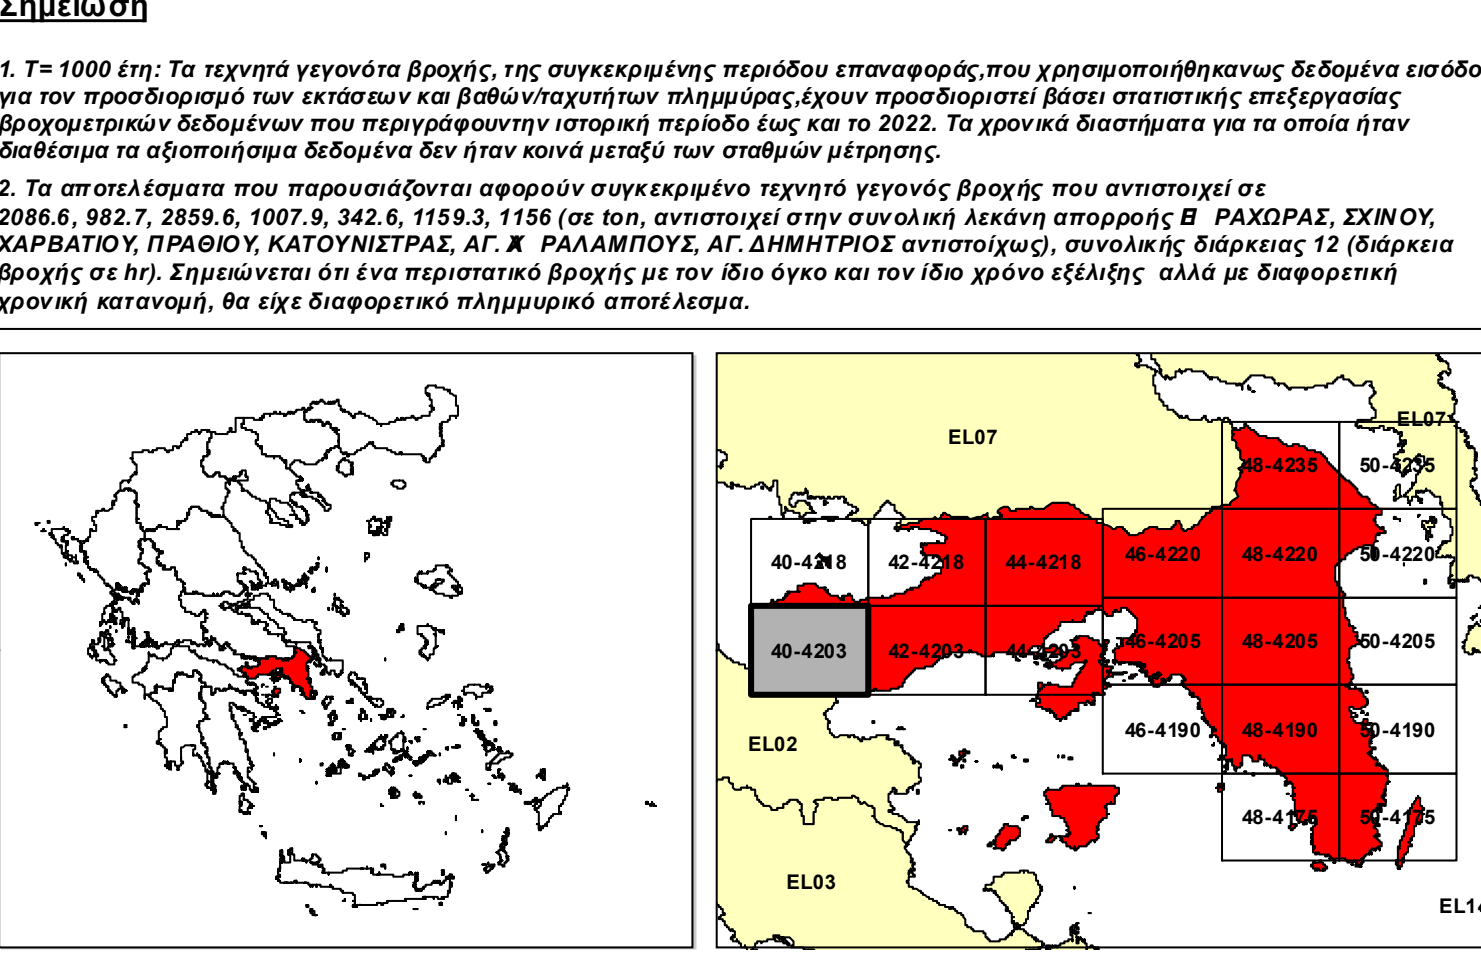 Σημείωση
1. Τ= 1000 έτη: Τα τεχνητά γεγονότα βροχής, της συγκεκριμένης περιόδου επαναφοράς,που χρησιμοποιήθηκανως δεδομένα εισόδο
για τον προσδιορισμό των εκτάσεων και βαθών/ταχυτήτων πλημμύρας,έχουν προσδιοριστεί βάσει στατιστικής επεξεργασίας
βροχομετρικών δεδομένων που περιγράφουντην ιστορική περίοδο έως και το 2022. Τα χρονικά διαστήματα για τα οποία ήταν
διαθέσιμα τα αξιοποιήσιμα δεδομένα δεν ήταν κοινά μεταξύ των σταθμών μέτρησης.
2. Τα αποτελέσματα που παρουσιάζονται αφορούν συγκεκριμένο τεχνητό γεγονός βροχής που αντιστοιχεί σε
2086.6, 982.7, 2859.6, 1007.9, 342.6, 1159.3, 1156 (σε ton, αντιστοιχεί στην συνολική λεκάνη απορροής ΡΑΧΩΡΑΣ, ΣΧΙΝΟΥ,
ΧΑΡΒΑΤΙΟΥ, ΠΡΑΘΙΟΥ, ΚΑΤΟΥΝΙΣΤΡΑΣ, ΑΓ. ΡΑΛΑΜΠΟΥΣ, ΑΓ. ΔΗΜΗΤΡΙΟΣ αντιστοίχως), συνολικής διάρκειας 12 (διάρκεια
βροχής σε hr). Σημειώνεται ότι ένα περιστατικό βροχής με τον ίδιο όγκο και τον ίδιο χρόνο εξέλιξης αλλά με διαφορετική
χρονική κατανομή, θα είχε διαφορετικό πλημμυρικό αποτέλεσμα.
EL07
EL07
48-4235
50-4235
40-4218
42-4218
44-4218
46-4220
48-4220
50-4220
40-4203
42-4203
44-4203
46-4205
48-4205
50-4205
EL02
46-4190
48-4190
50-4190
48-4175
50-4175
EL03
EL14